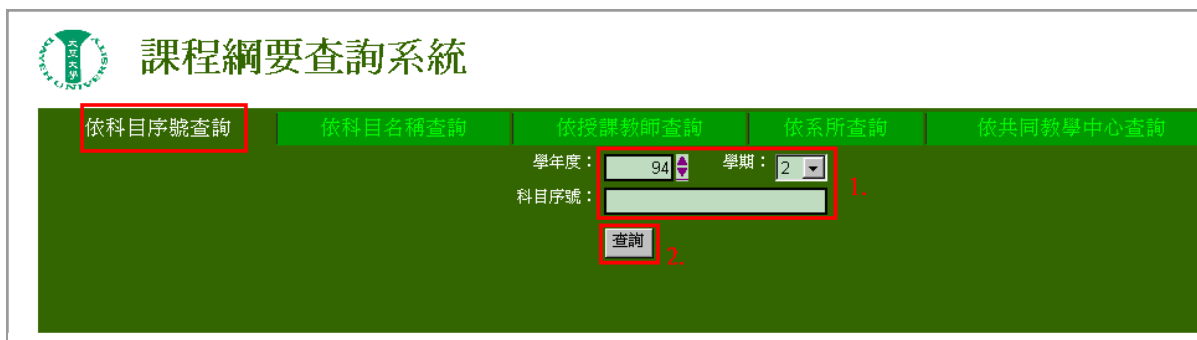 課程綱要查詢系統
依科目序號查詢 依科目名稱查詢 依授課教師查詢 依系所查詢 依共同教學中心查詢
學年度： 94 學期： 2
科目序號：
1.
查詢
2.